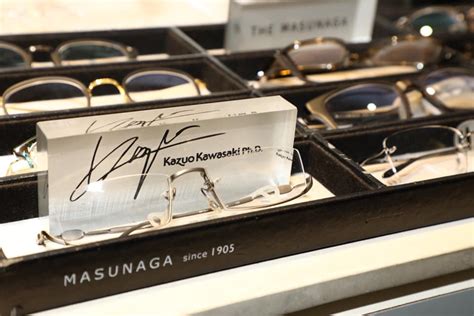 THE MASUNAGA
Kazuo Kawasaki Ph.D.
MASUNAGA since 1905